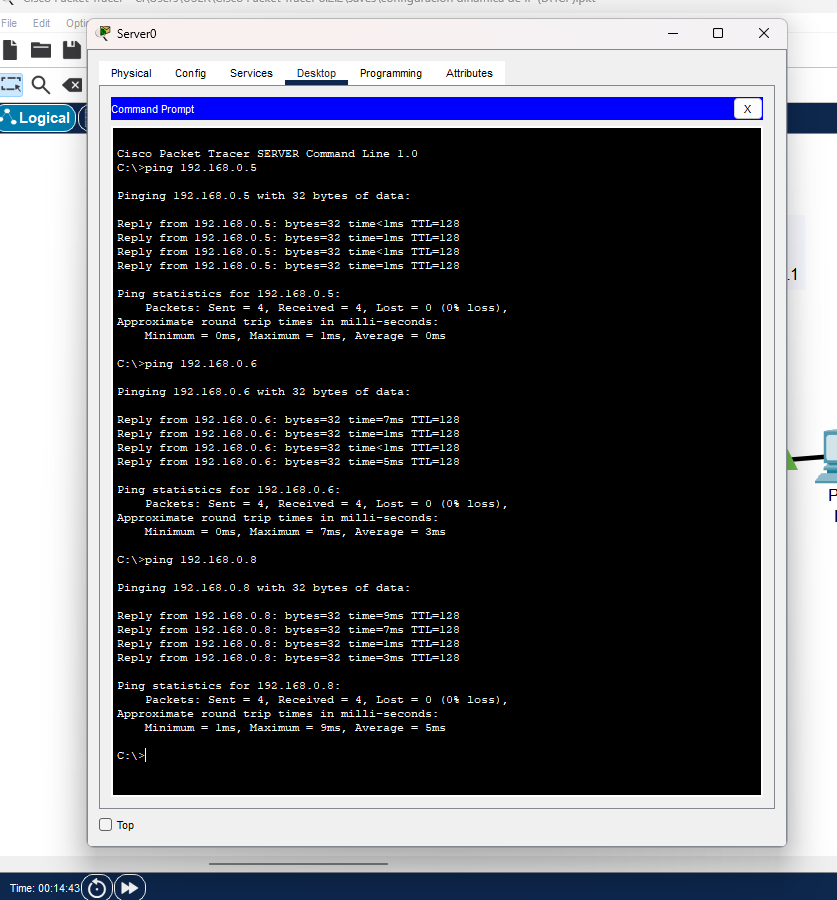 File Edit
Server0
Physical Config Services Desktop Programming Attributes
Logical
Command Prompt X
Cisco Packet Tracer SERVER Command Line 1.0
C:\>ping 192.168.0.5
Pinging 192.168.0.5 with 32 bytes of data:
Reply from 192.168.0.5: bytes=32 time<1ms TTL=128
Reply from 192.168.0.5: bytes=32 time=1ms TTL=128
Reply from 192.168.0.5: bytes=32 time<1ms TTL=128
Reply from 192.168.0.5: bytes=32 time=1ms TTL=128
Ping statistics for 192.168.0.5:
Packets: Sent = 4, Received = 4, Lost = 0 (0% loss),
Approximate round trip times in milli-seconds:
Minimum = 0ms, Maximum = 1ms, Average = 0ms
C:\>ping 192.168.0.6
Pinging 192.168.0.6 with 32 bytes of data:
Reply from 192.168.0.6: bytes=32 time=7ms TTL=128
Reply from 192.168.0.6: bytes=32 time=1ms TTL=128
Reply from 192.168.0.6: bytes=32 time<1ms TTL=128
Reply from 192.168.0.6: bytes=32 time=5ms TTL=128
Ping statistics for 192.168.0.6:
Packets: Sent = 4, Received = 4, Lost = 0 (0% loss),
Approximate round trip times in milli-seconds:
Minimum = 0ms, Maximum = 7ms, Average = 3ms
C:\>ping 192.168.0.8
Pinging 192.168.0.8 with 32 bytes of data:
Reply from 192.168.0.8: bytes=32 time=9ms TTL=128
Reply from 192.168.0.8: bytes=32 time=7ms TTL=128
Reply from 192.168.0.8: bytes=32 time=1ms TTL=128
Reply from 192.168.0.8: bytes=32 time=3ms TTL=128
Ping statistics for 192.168.0.8:
Packets: Sent = 4, Received = 4, Lost = 0 (0% loss),
Approximate round trip times in milli-seconds:
Minimum = 1ms, Maximum = 9ms, Average = 5ms
C:\>
.1
P
Top
Time: 00:14:43